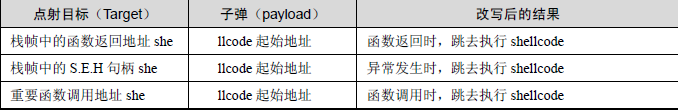 点射目标（Target） 子弹（payload） 改写后的结果
栈帧中的函数返回地址 she llcode 起始地址 函数返回时，跳去执行 shellcode
栈帧中的 S.E.H 句柄 she llcode 起始地址 异常发生时，跳去执行 shellcode
重要函数调用地址 she llcode 起始地址 函数调用时，跳去执行 shellcode